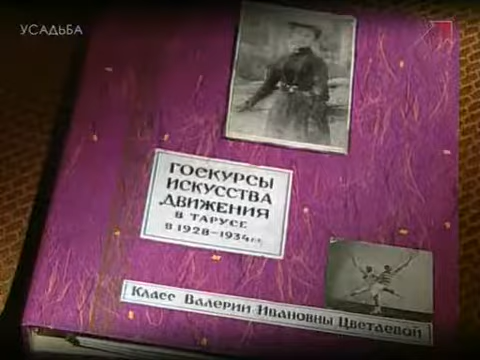 УСАДЬБА
ГОСКУРСЫ
ИСКУССТВА
ДВИЖЕНИЯ
В ТАРУСЕ
В 1928-1934 г.г.
Класс Валерии Ивановны Цветаевой